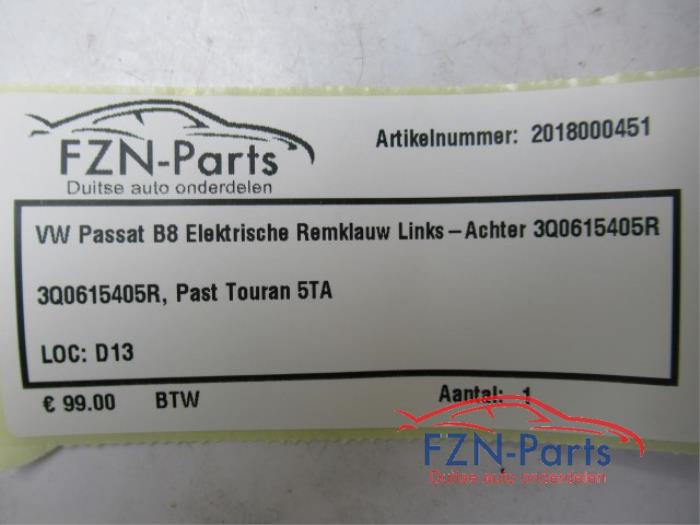 FZN-Parts
Duitse auto onderdelen
Artikelnummer: 2018000451
VW Passat B8 Elektrische Remklauw Links-Achter 3Q0615405R
3Q0615405R, Past Touran 5TA
LOC: D13
€ 99.00 BTW Aantal: 1
FZN-Parts
Duitse auto onderdelen